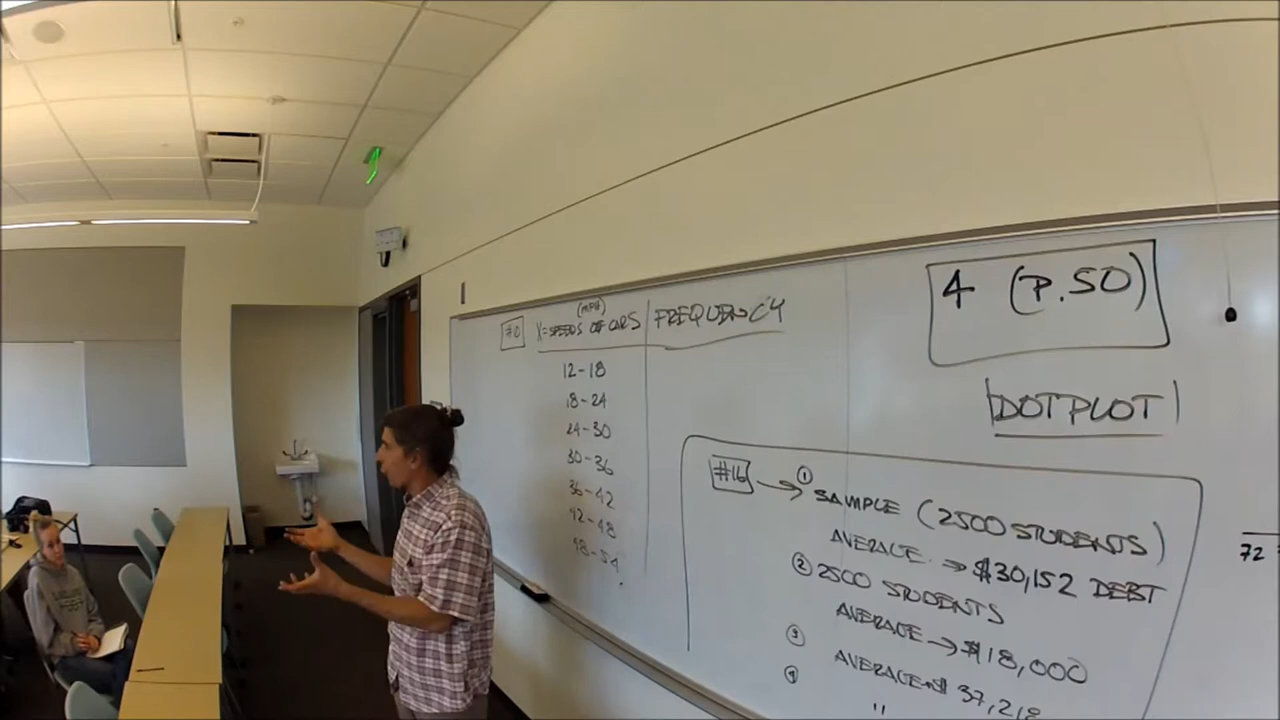 X=SPEEDS OF CARS (MPH) | FREQUENCY
12-18
18-24
24-30
30-36
36-42
42-48
48-54
4 (P.50)
DOTPLOT
#16 → ① SAMPLE (2500 STUDENTS)
AVERAGE → $30,152 DEBT
② 2500 STUDENTS
AVERAGE → $18,000
③ AVERAGE → $37,218
④ "
72